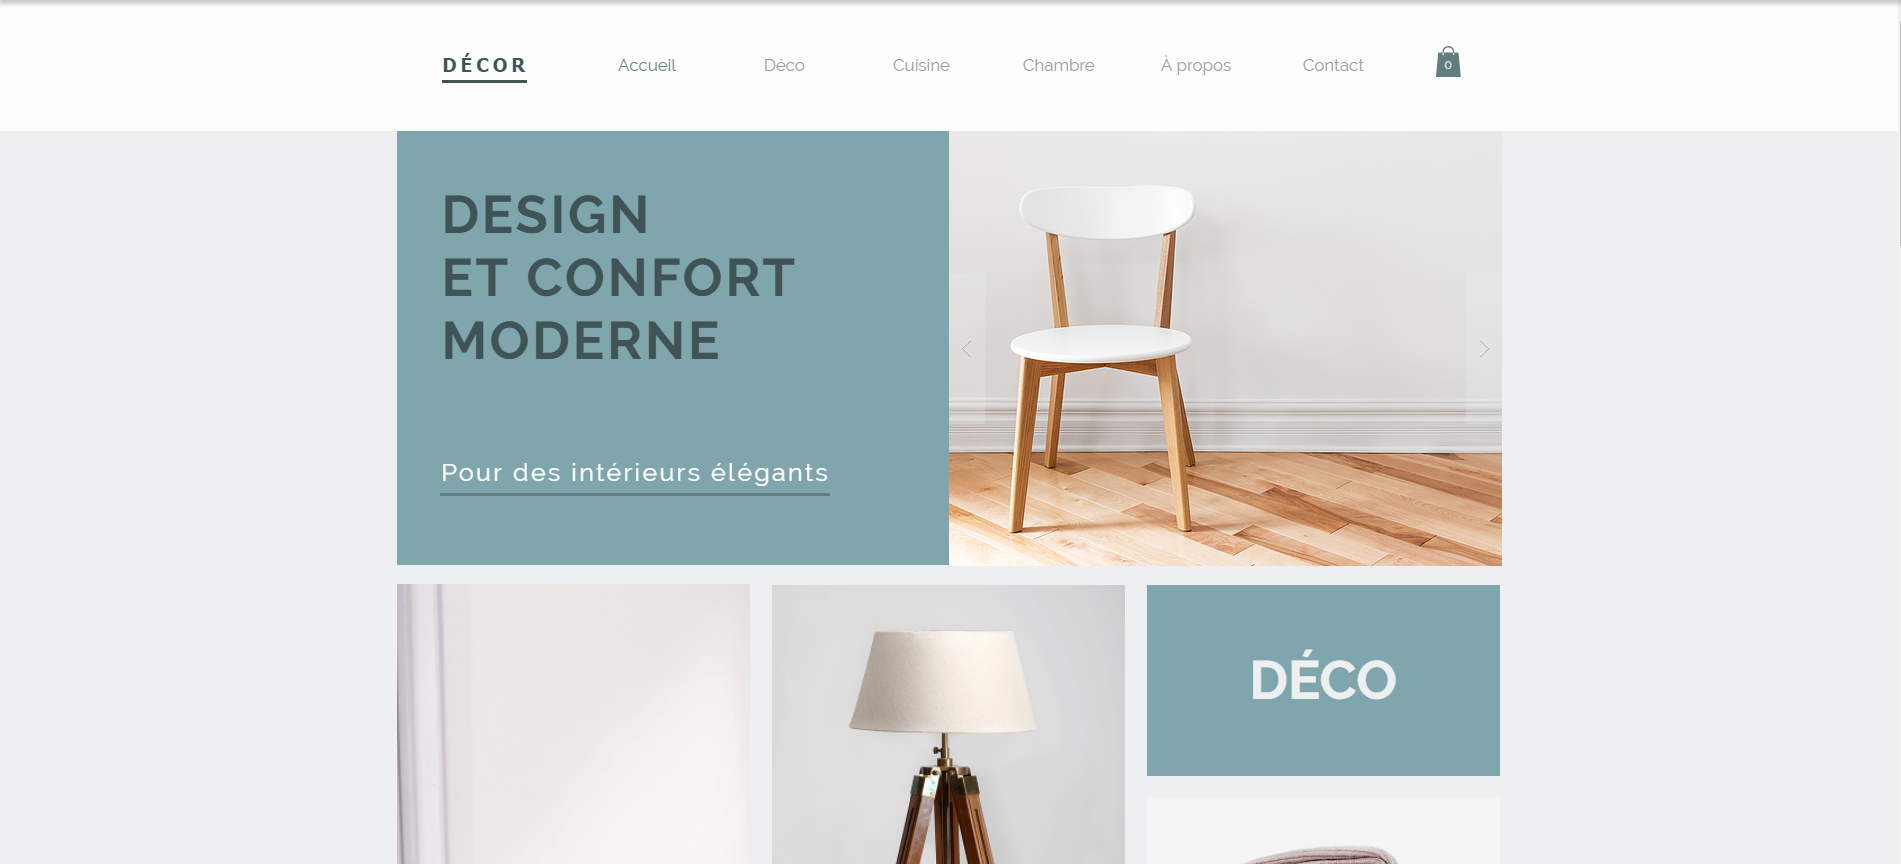 DÉCOR
Accueil
Déco
Cuisine
Chambre
À propos
Contact
0
DESIGN
ET CONFORT
MODERNE
Pour des intérieurs élégants
DÉCO